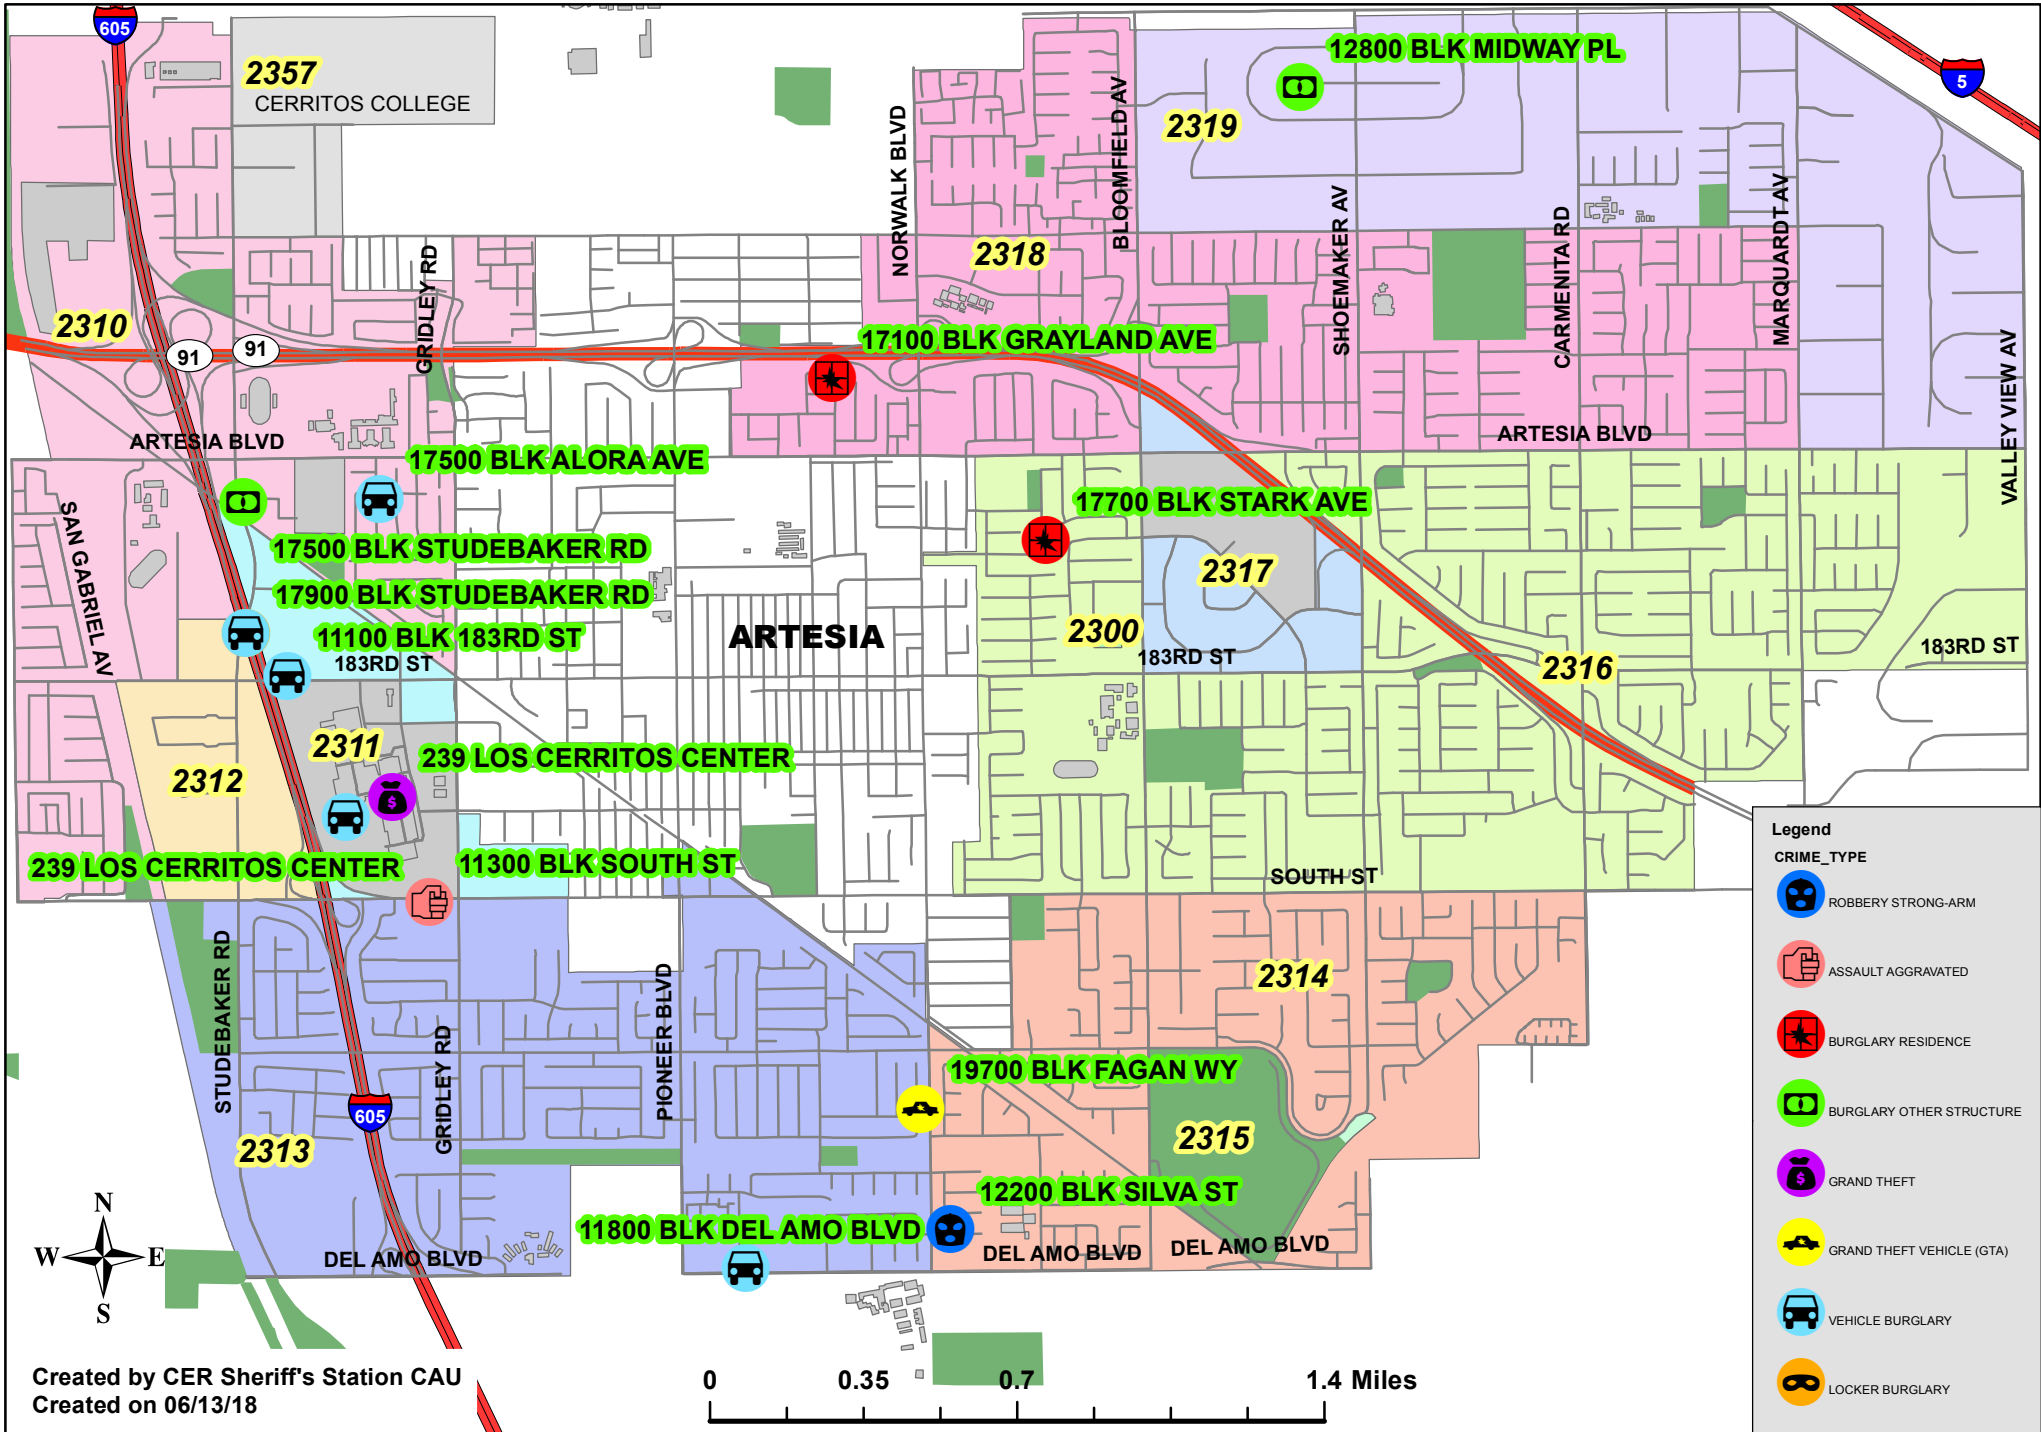 605
2357
CERRITOS COLLEGE
12800 BLK MIDWAY PL
5
2319
NORWALK BLVD
BLOOMFIELD AV
SHOEMAKER AV
CARMENITA RD
MARQUARDT AV
VALLEY VIEW AV
2318
GRIDLEY RD
2310
91
91
17100 BLK GRAYLAND AVE
ARTESIA BLVD
ARTESIA BLVD
17500 BLK ALORA AVE
17700 BLK STARK AVE
SAN GABRIEL AV
17500 BLK STUDEBAKER RD
2317
17900 BLK STUDEBAKER RD
11100 BLK 183RD ST
ARTESIA
2300
183RD ST
183RD ST
183RD ST
2316
2311
2312
239 LOS CERRITOS CENTER
$
239 LOS CERRITOS CENTER
11300 BLK SOUTH ST
SOUTH ST
STUDEBAKER RD
GRIDLEY RD
PIONEER BLVD
2314
605
19700 BLK FAGAN WY
2313
2315
12200 BLK SILVA ST
11800 BLK DEL AMO BLVD
DEL AMO BLVD
DEL AMO BLVD
DEL AMO BLVD
N
W
E
S
Created by CER Sheriff's Station CAU
Created on 06/13/18
0 0.35 0.7 1.4 Miles
Legend
CRIME_TYPE
ROBBERY STRONG-ARM
ASSAULT AGGRAVATED
BURGLARY RESIDENCE
BURGLARY OTHER STRUCTURE
$
GRAND THEFT
GRAND THEFT VEHICLE (GTA)
VEHICLE BURGLARY
LOCKER BURGLARY